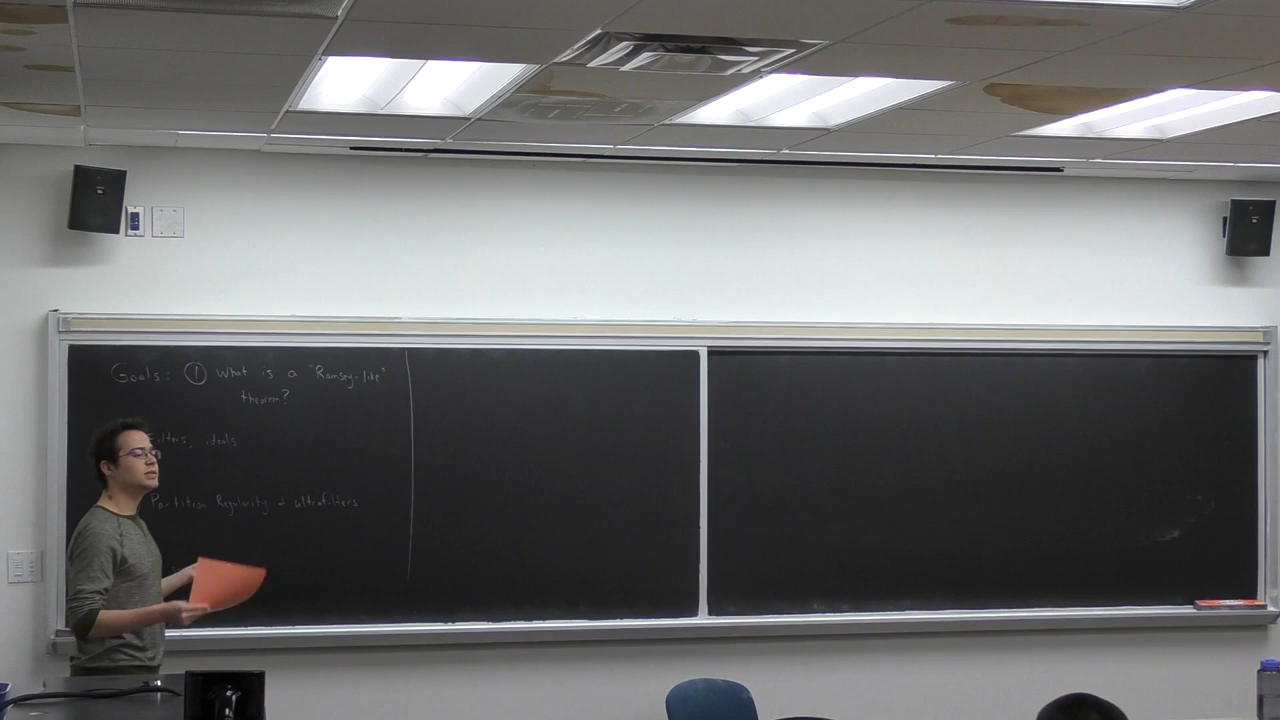 Goals: ① What is a "Ramsey-like"
theorem?
Filters, ideals
Partition Regularity & ultrafilters